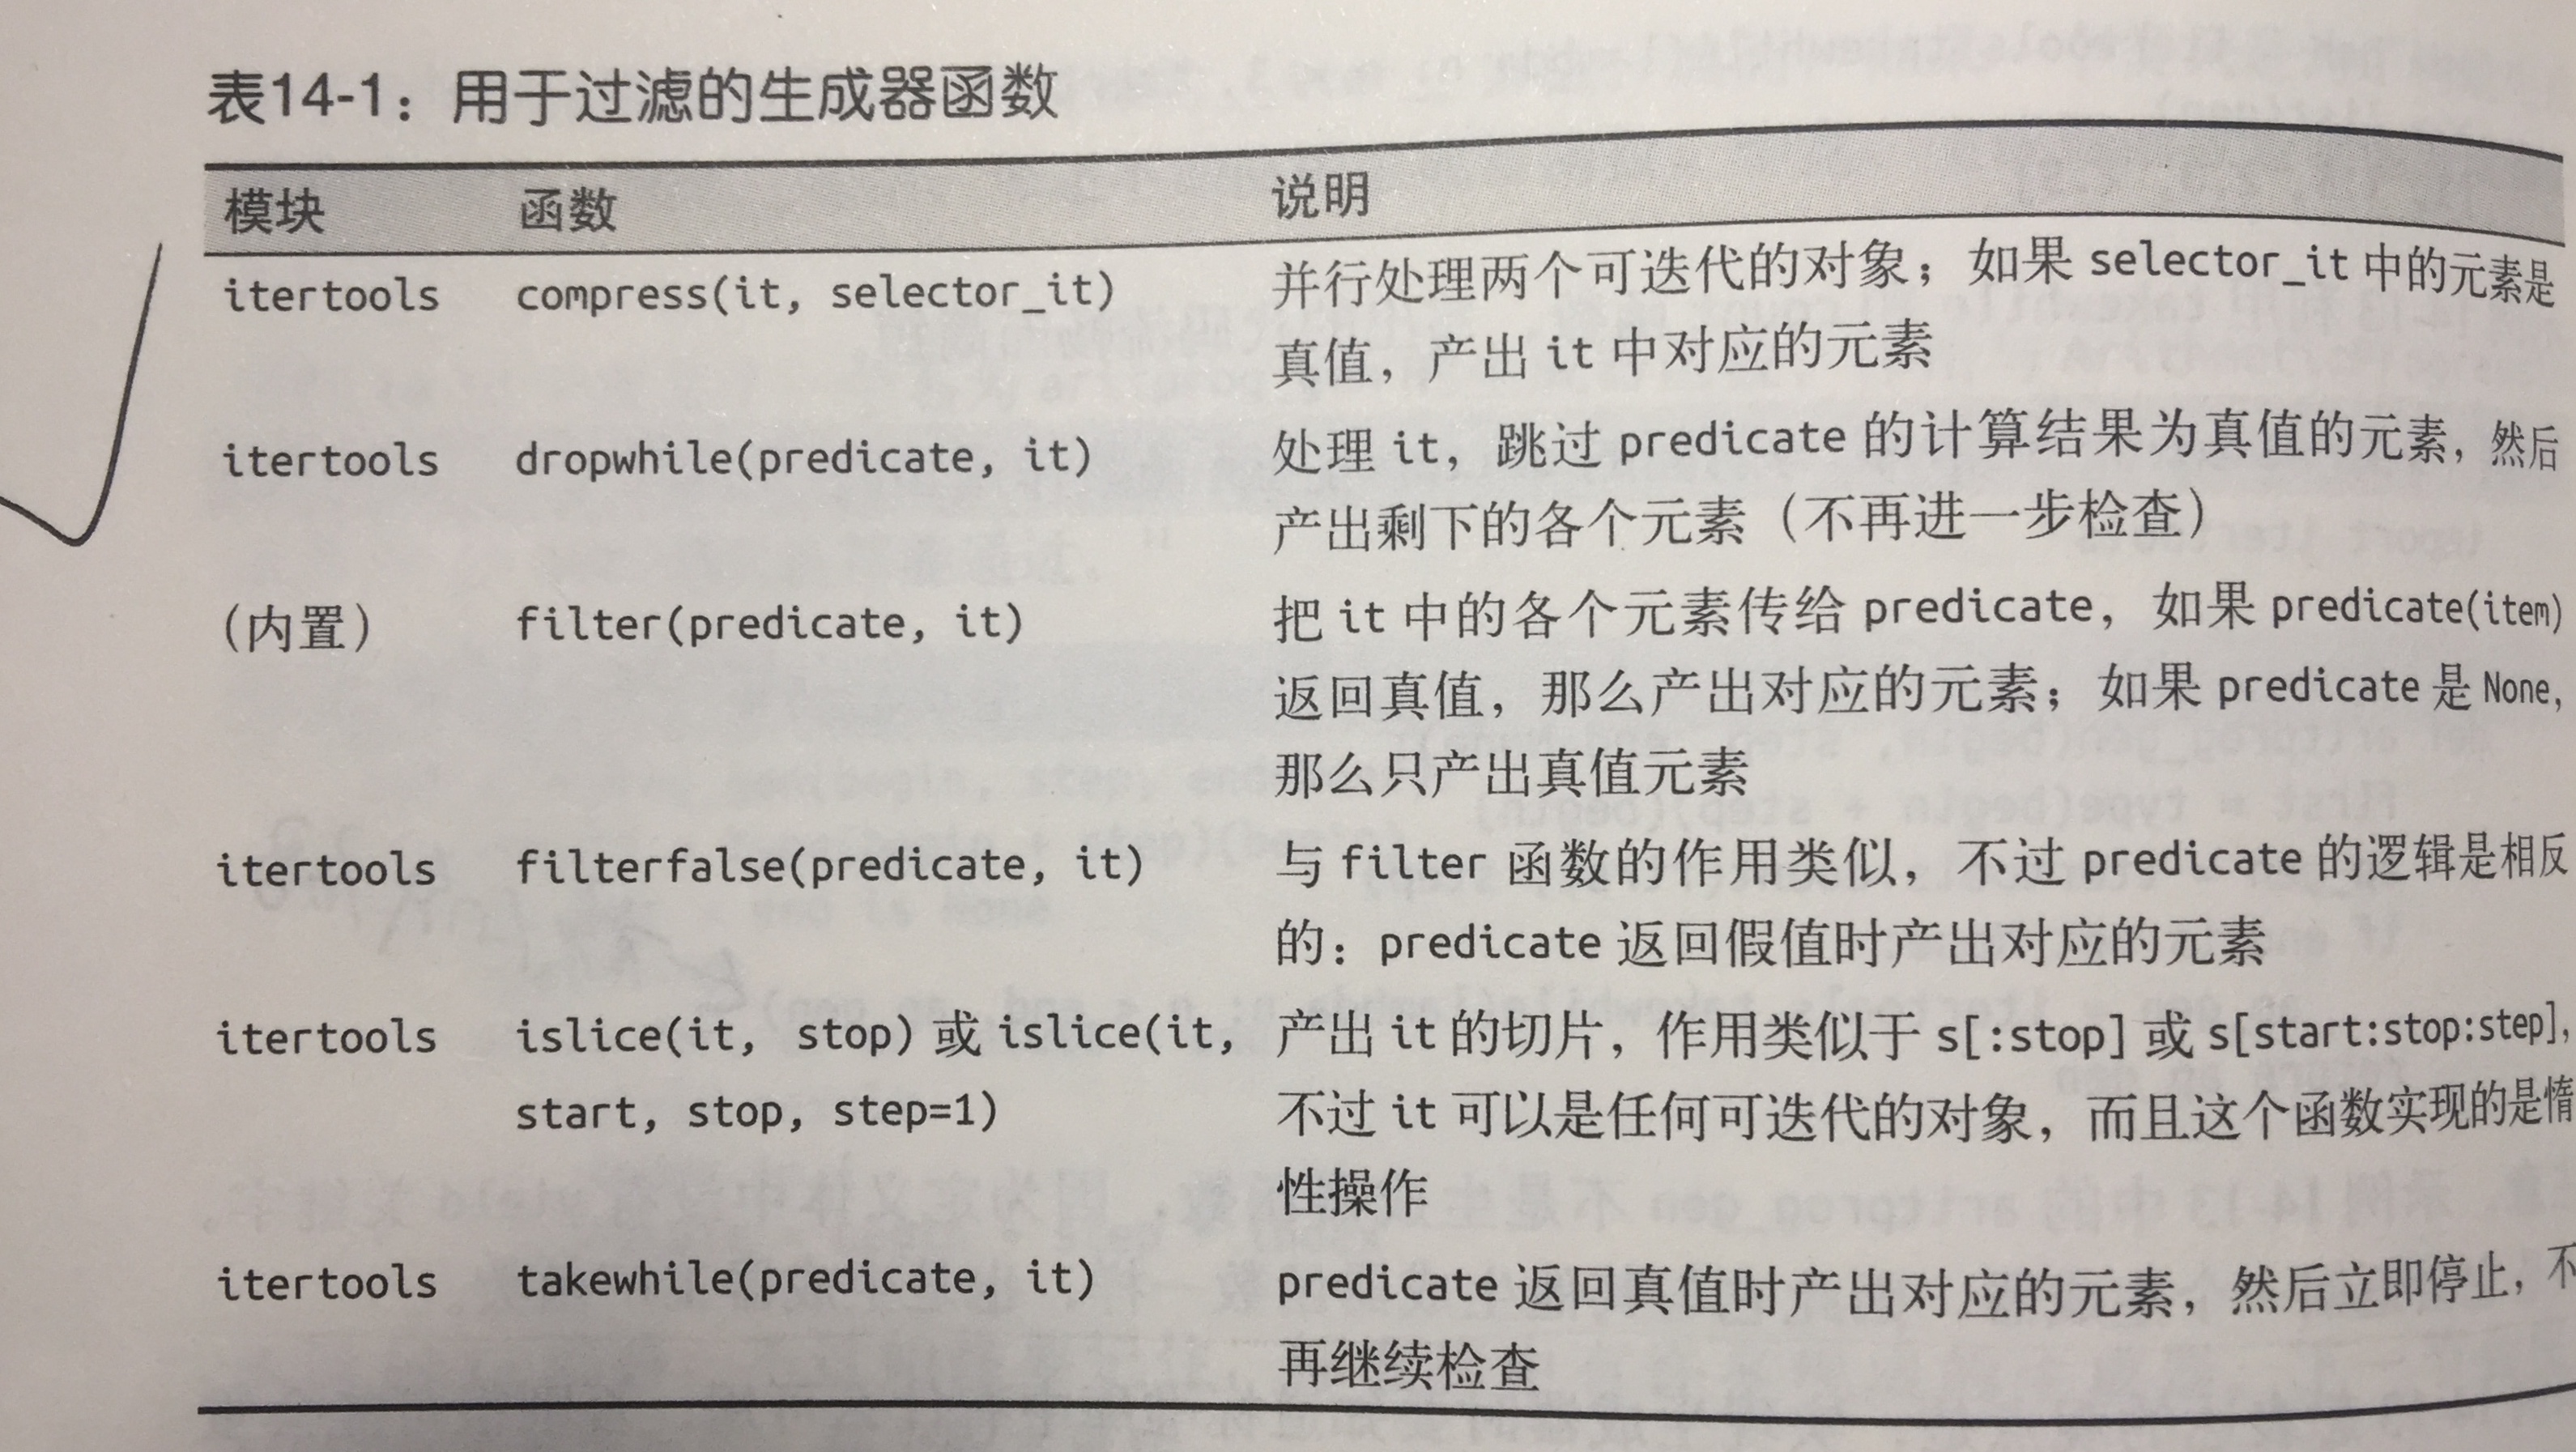 表14-1：用于过滤的生成器函数
模块 函数 说明
itertools compress(it, selector_it) 并行处理两个可迭代的对象；如果 selector_it 中的元素是
真值，产出 it 中对应的元素
itertools dropwhile(predicate, it) 处理 it，跳过 predicate 的计算结果为真值的元素，然后
产出剩下的各个元素（不再进一步检查）
（内置） filter(predicate, it) 把 it 中的各个元素传给 predicate，如果 predicate(item)
返回真值，那么产出对应的元素；如果 predicate 是 None，
那么只产出真值元素
itertools filterfalse(predicate, it) 与 filter 函数的作用类似，不过 predicate 的逻辑是相反
的：predicate 返回假值时产出对应的元素
itertools islice(it, stop) 或 islice(it, 产出 it 的切片，作用类似于 s[:stop] 或 s[start:stop:step]，
start, stop, step=1) 不过 it 可以是任何可迭代的对象，而且这个函数实现的是惰
性操作
itertools takewhile(predicate, it) predicate 返回真值时产出对应的元素，然后立即停止，不
再继续检查